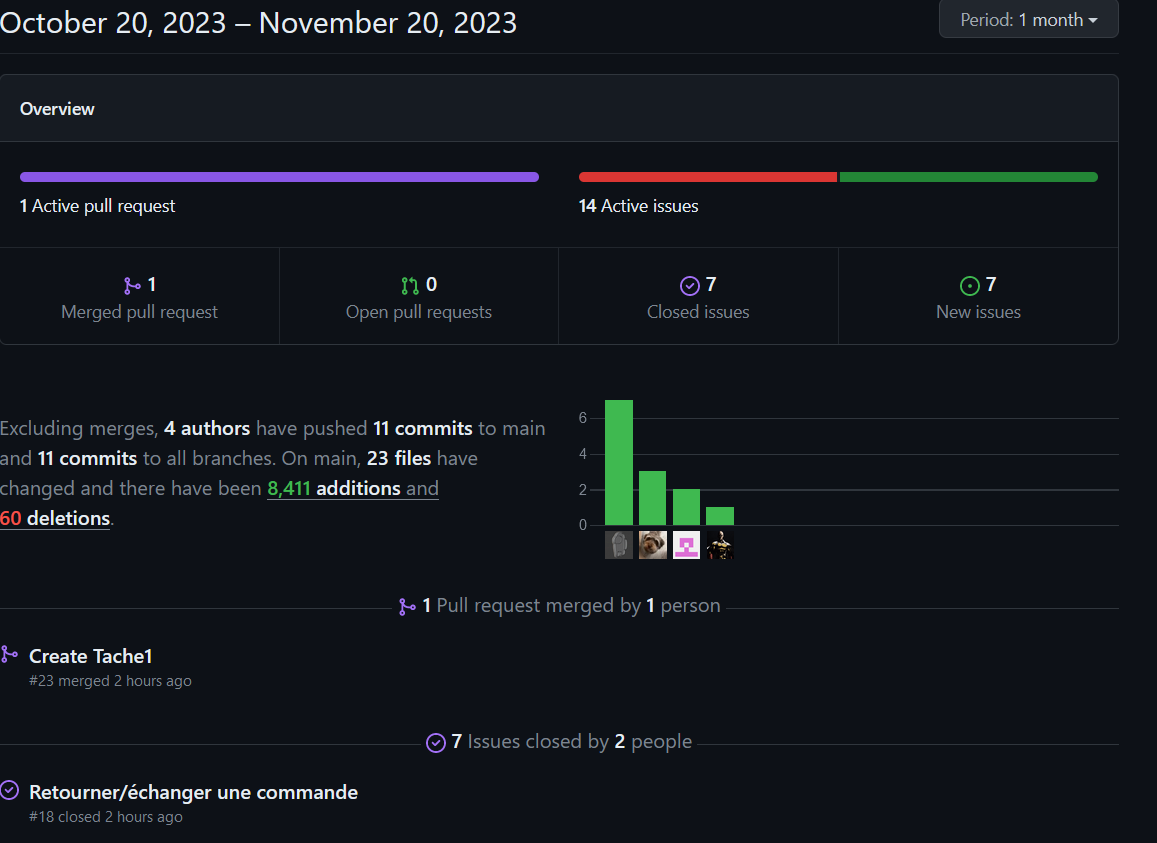 October 20, 2023 – November 20, 2023
Period: 1 month
Overview
1 Active pull request
14 Active issues
1
Merged pull request
0
Open pull requests
7
Closed issues
7
New issues
Excluding merges, 4 authors have pushed 11 commits to main
and 11 commits to all branches. On main, 23 files have
changed and there have been 8,411 additions and
60 deletions.
6
4
2
0
1 Pull request merged by 1 person
Create Tache1
#23 merged 2 hours ago
7 Issues closed by 2 people
Retourner/échanger une commande
#18 closed 2 hours ago